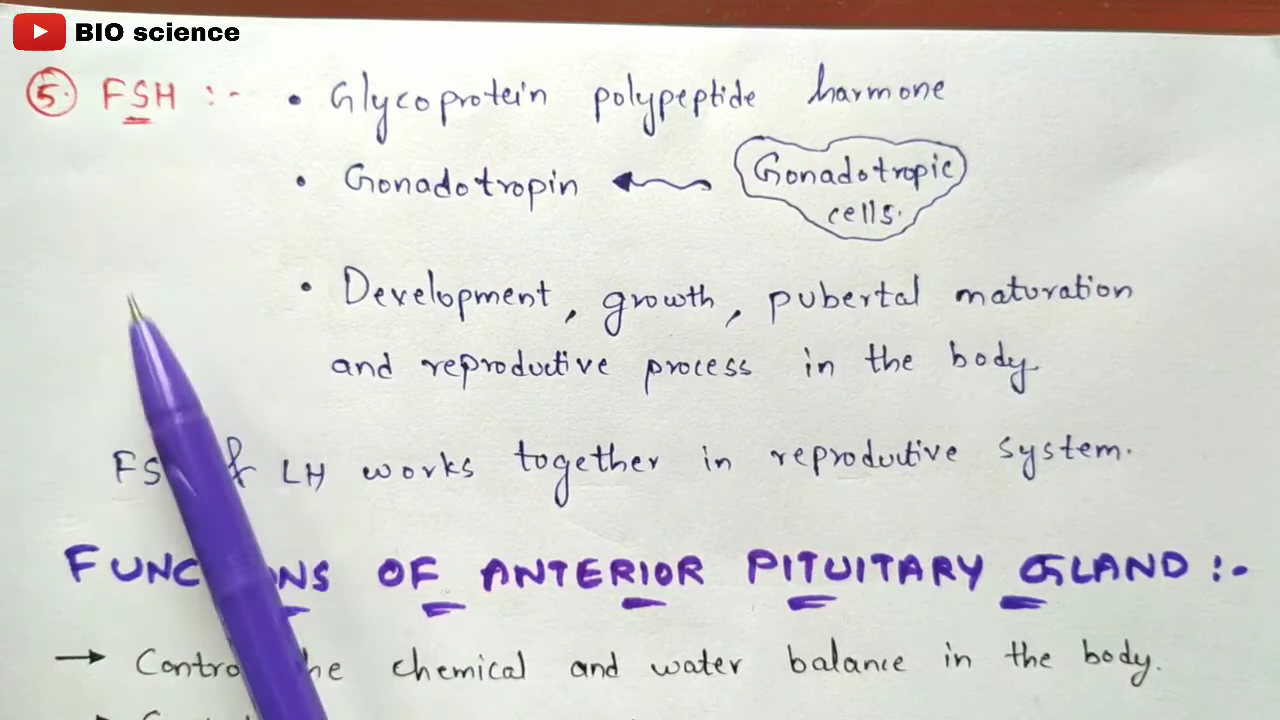 BIO science
5. FSH :- • Glycoprotein polypeptide harmone
• Gonadotropin Gonadotropic
cells.
• Development, growth, pubertal maturation
and reproductive process in the body
& LH works together in reproductive system.
OF ANTERIOR PITUITARY GLAND :-
→ chemical and water balance in the body.